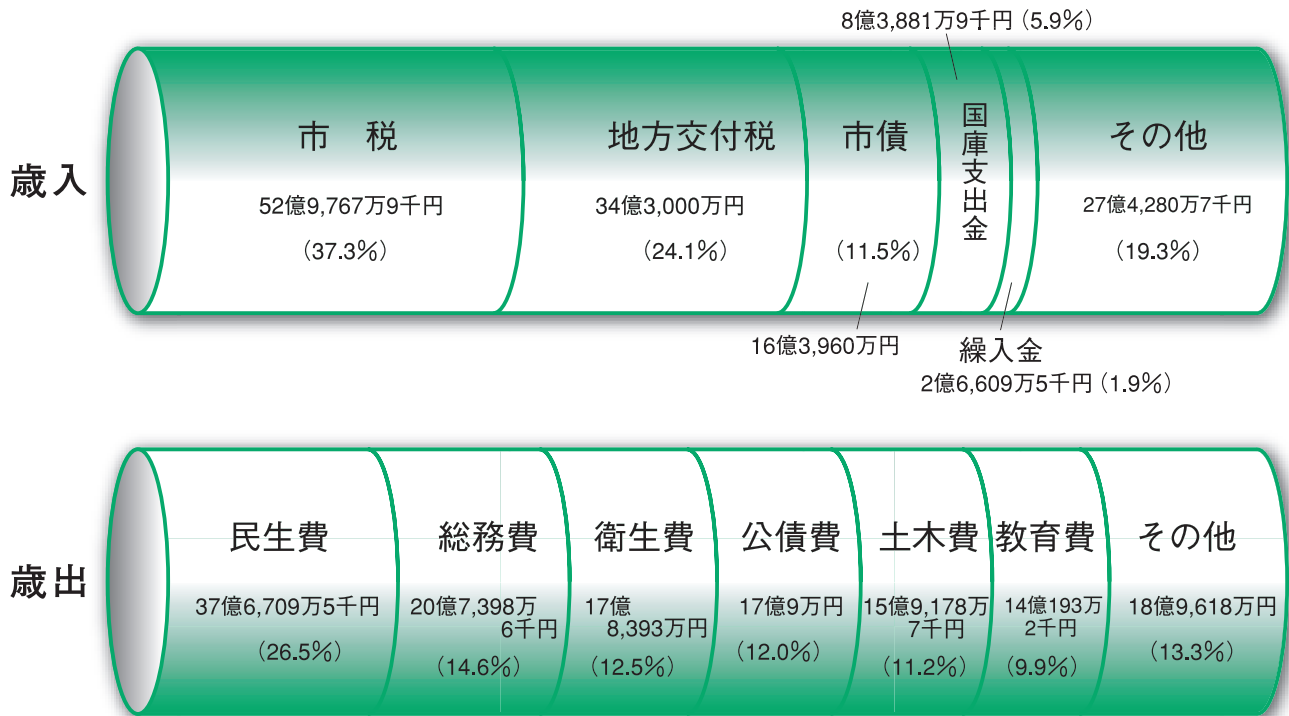 8億3,881万9千円 (5.9%)
歳入
市　税
52億9,767万9千円
(37.3%)
地方交付税
34億3,000万円
(24.1%)
市債
(11.5%)
16億3,960万円
国庫支出金
繰入金
2億6,609万5千円 (1.9%)
その他
27億4,280万7千円
(19.3%)
歳出
民生費
37億6,709万5千円
(26.5%)
総務費
20億7,398万
6千円
(14.6%)
衛生費
17億
8,393万円
(12.5%)
公債費
17億9万円
(12.0%)
土木費
15億9,178万
7千円
(11.2%)
教育費
14億193万
2千円
(9.9%)
その他
18億9,618万円
(13.3%)